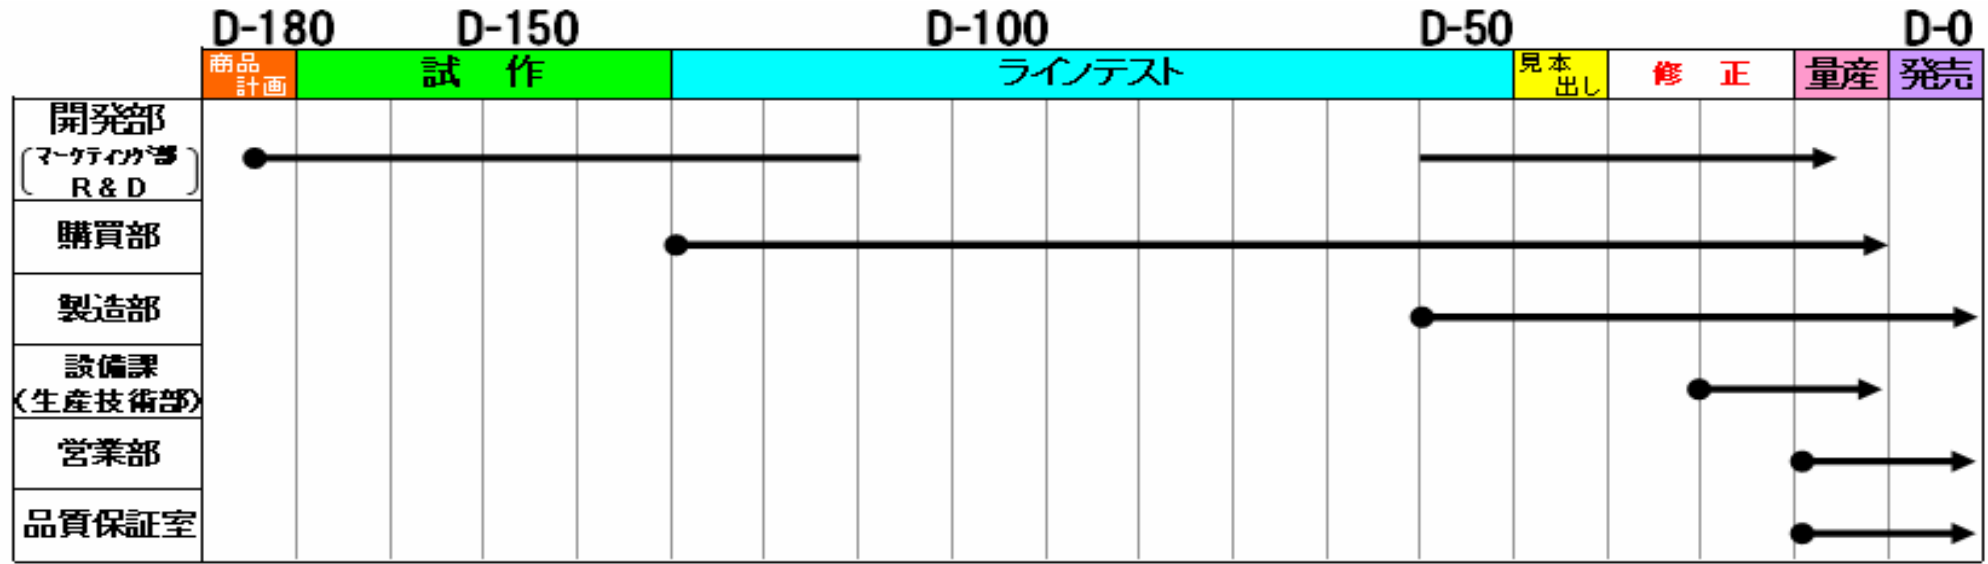 D-180 D-150 D-100 D-50 D-0
商品
計画
試 作
ラインテスト
見本
出し
修 正
量産
発売
開発部
マーケティング部
R&D
購買部
製造部
設備課
(生産技術部)
営業部
品質保証室